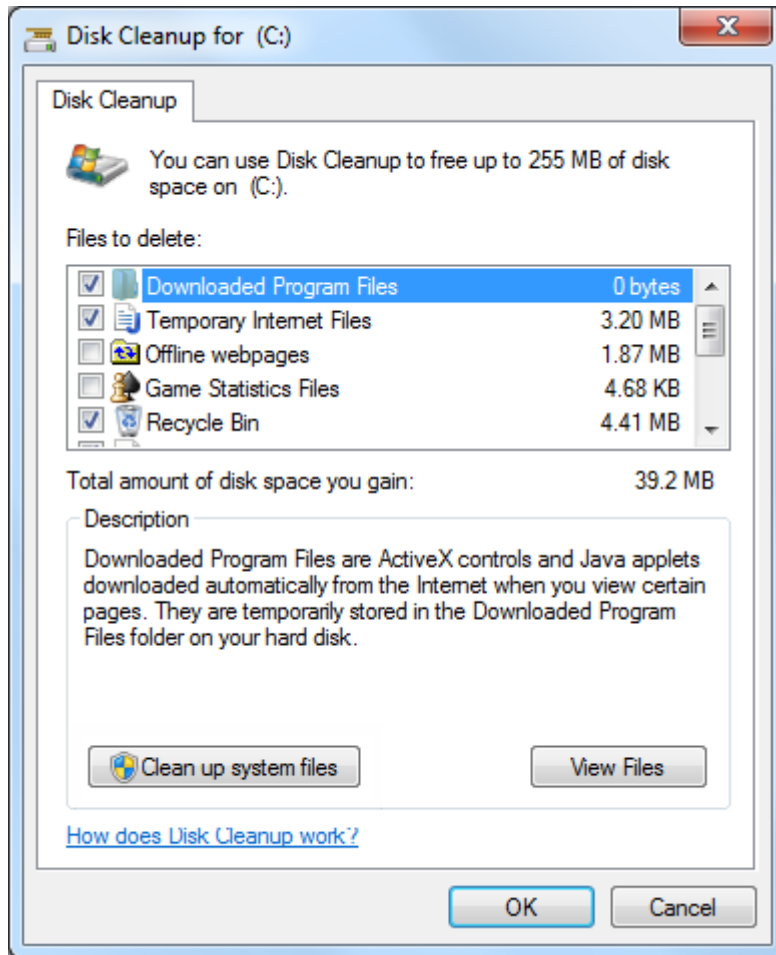 Disk Cleanup for (C:)
Disk Cleanup
You can use Disk Cleanup to free up to 255 MB of disk
space on (C:).
Files to delete:
Downloaded Program Files 0 bytes
Temporary Internet Files 3.20 MB
Offline webpages 1.87 MB
Game Statistics Files 4.68 KB
Recycle Bin 4.41 MB
Total amount of disk space you gain: 39.2 MB
Description
Downloaded Program Files are ActiveX controls and Java applets
downloaded automatically from the Internet when you view certain
pages. They are temporarily stored in the Downloaded Program
Files folder on your hard disk.
Clean up system files View Files
How does Disk Cleanup work?
OK Cancel